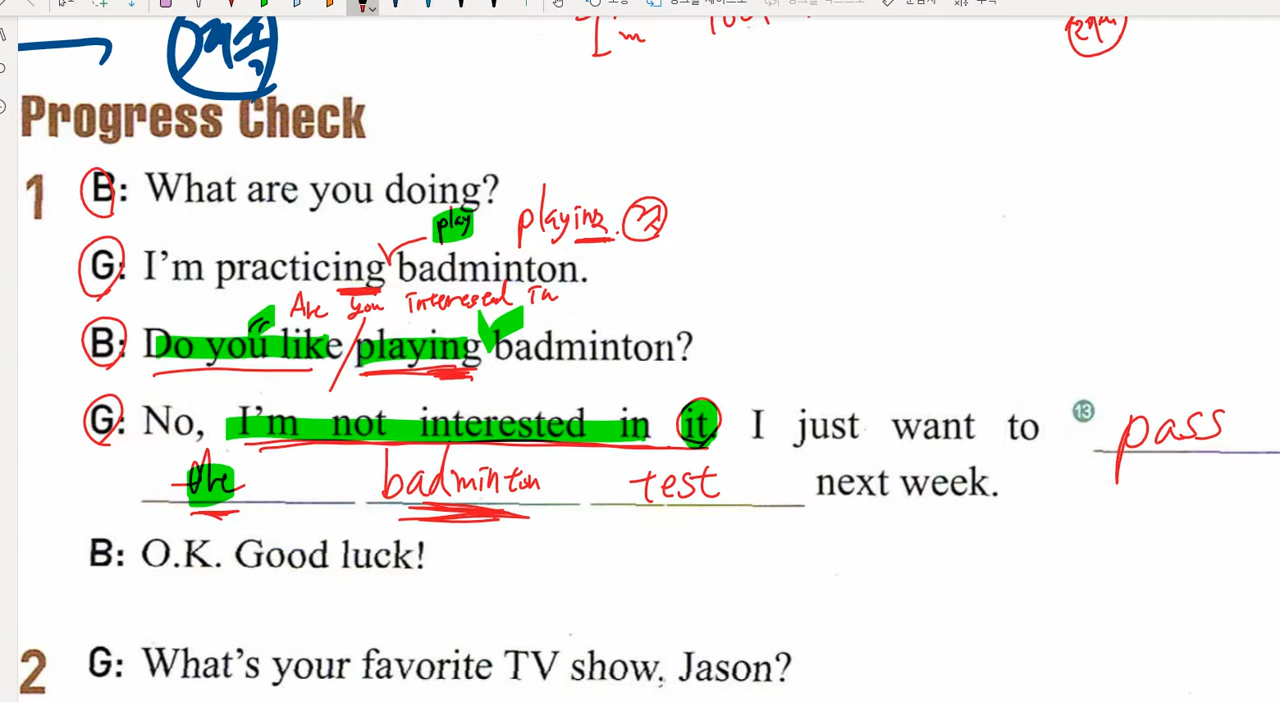 I'm
Progress Check
1 B: What are you doing?
play playing.
G: I'm practicing badminton.
Are you interested in
B: Do you like / playing badminton?
G: No, I'm not interested in it. I just want to 13 pass
the badminton test next week.
B: O.K. Good luck!
2 G: What's your favorite TV show, Jason?